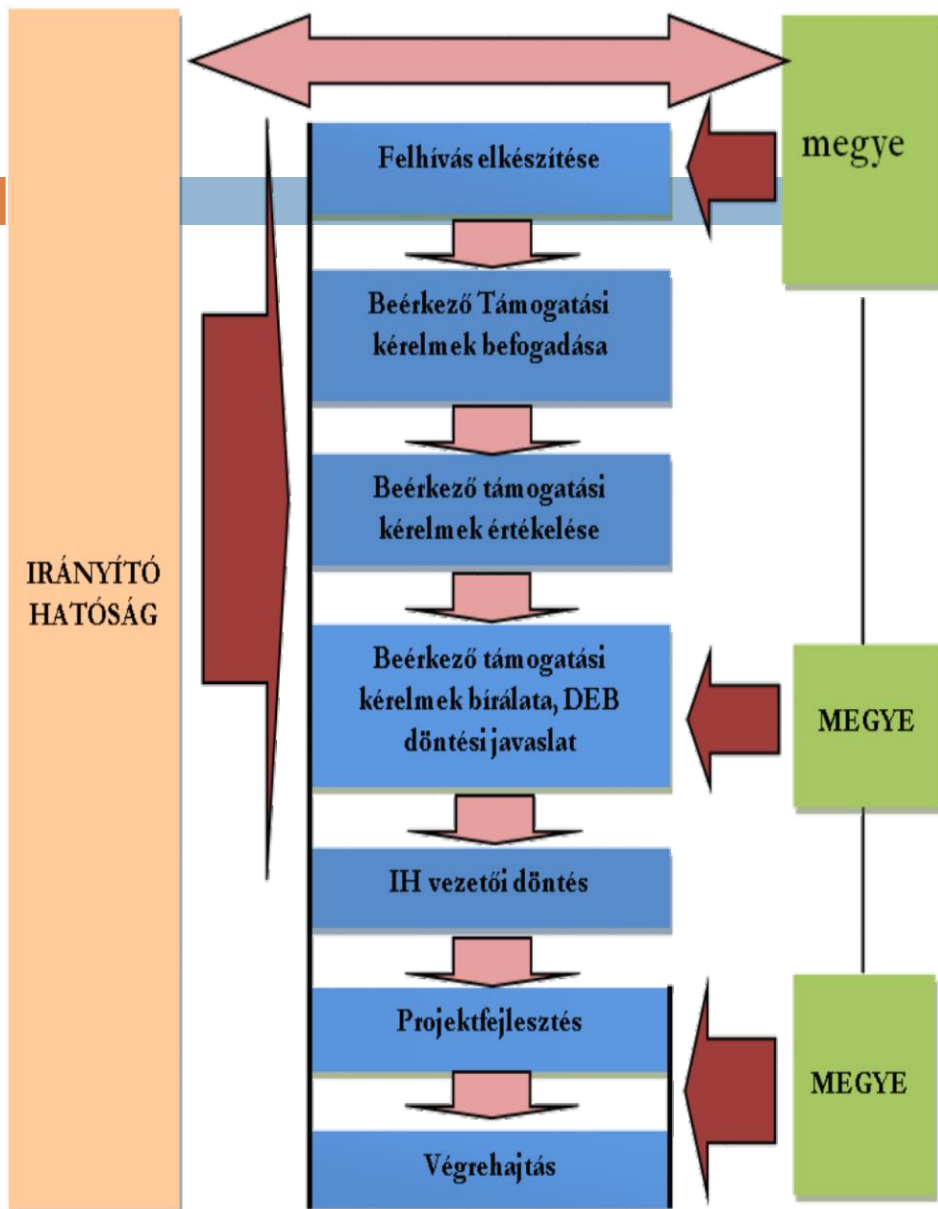 IRÁNYÍTÓ
HATÓSÁG
Felhívás elkészítése
Beérkező Támogatási
kérelmek befogadása
Beérkező támogatási
kérelmek értékelése
Beérkező támogatási
kérelmek bírálata, DEB
döntési javaslat
IH vezetői döntés
Projektfejlesztés
Végrehajtás
megye
MEGYE
MEGYE